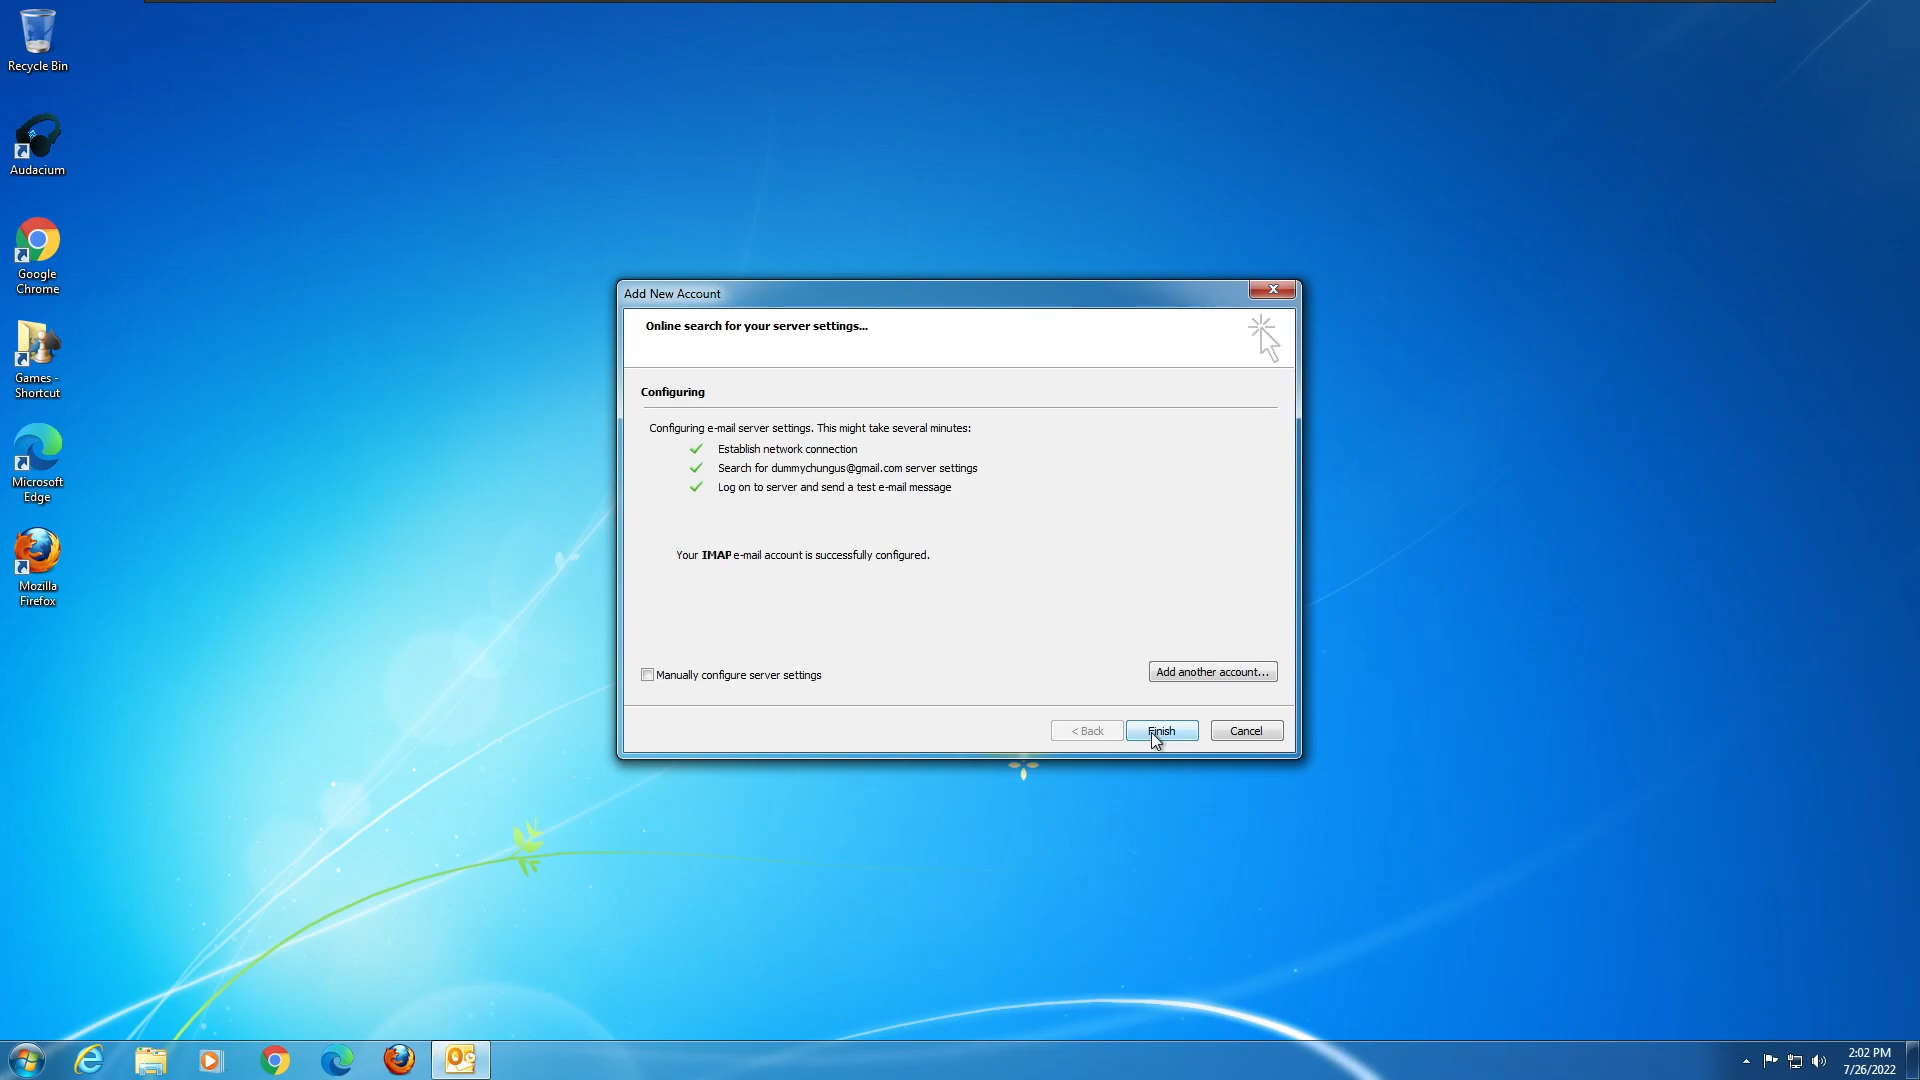 Recycle Bin
Audacium
Google
Chrome
Games -
Shortcut
Microsoft
Edge
Mozilla
Firefox
Add New Account
Online search for your server settings...
Configuring
Configuring e-mail server settings. This might take several minutes:
Establish network connection
Search for dummychungus@gmail.com server settings
Log on to server and send a test e-mail message
Your IMAP e-mail account is successfully configured.
Manually configure server settings
Add another account...
< Back
Finish
Cancel
2:02 PM
7/26/2022